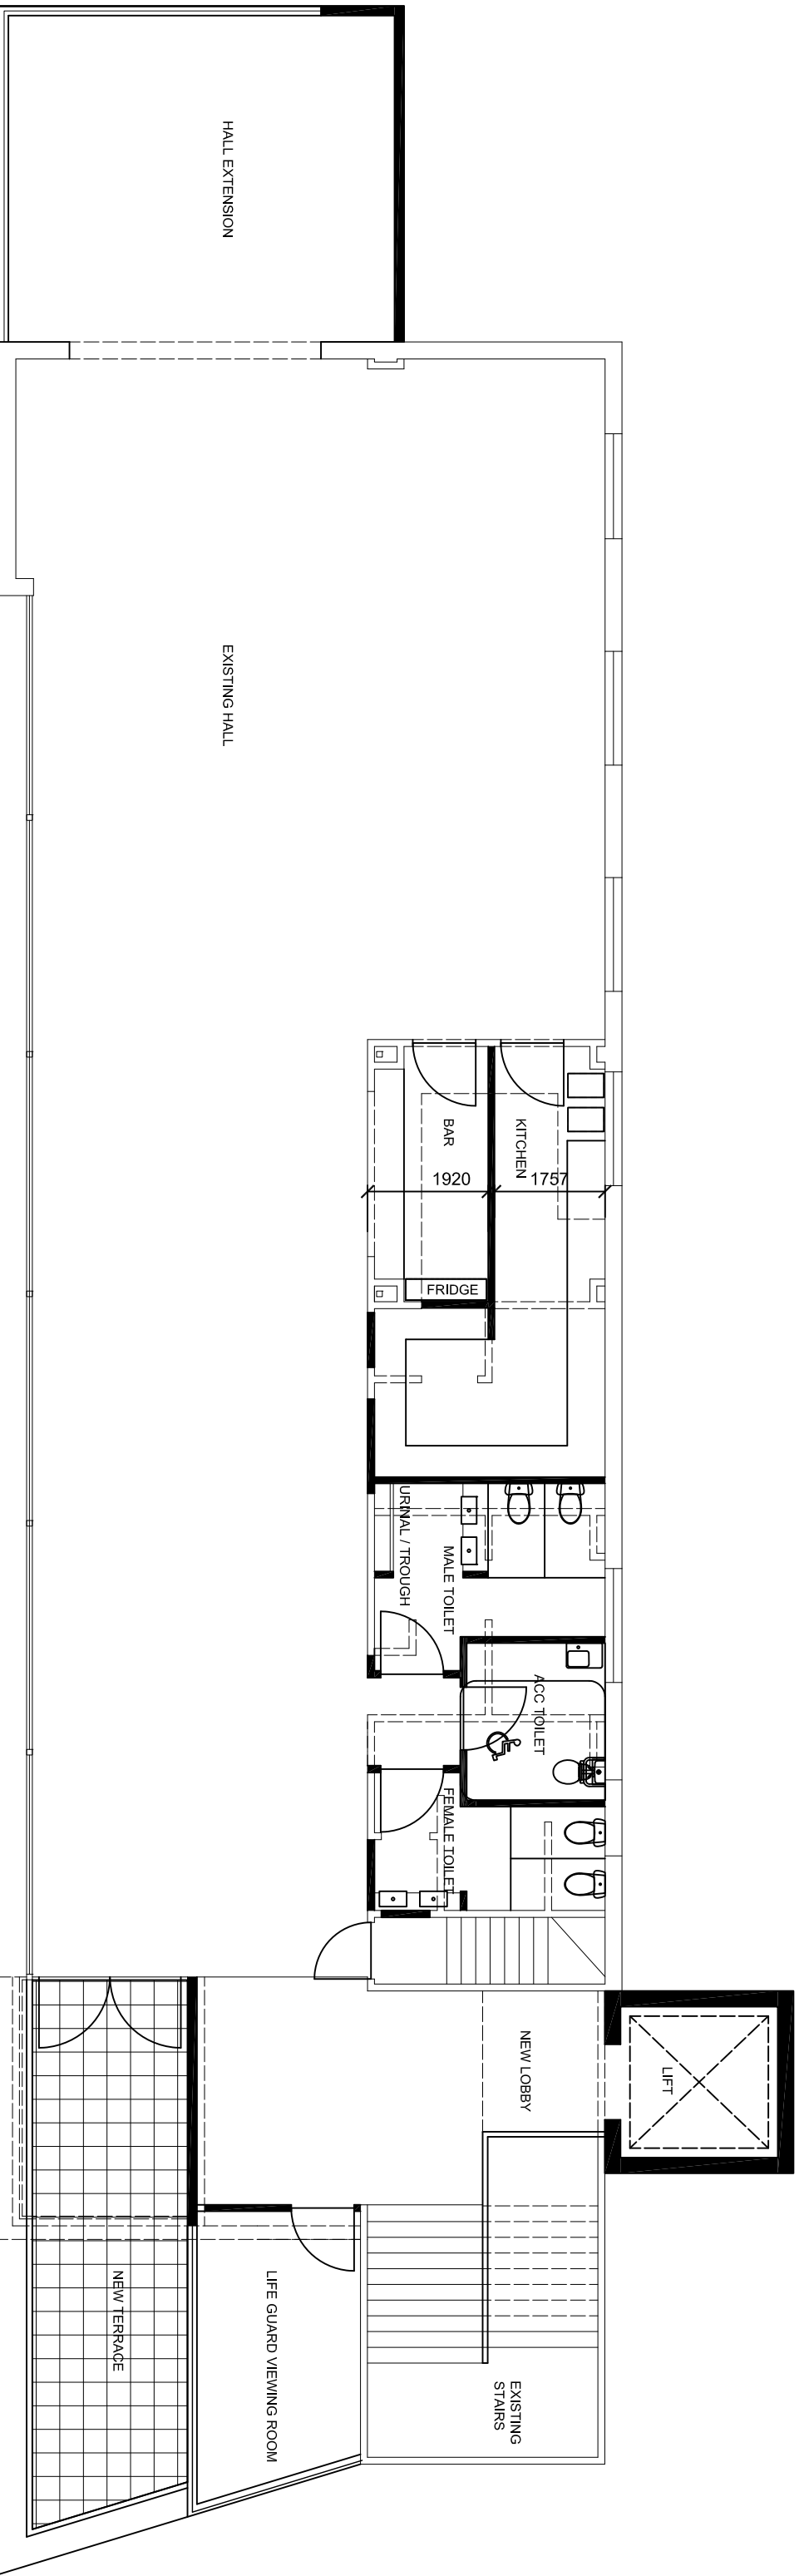 HALL EXTENSION
EXISTING HALL
BAR
KITCHEN
1920
1757
FRIDGE
URINAL / TROUGH
MALE TOILET
ACC TOILET
FEMALE TOILET
NEW LOBBY
LIFT
NEW TERRACE
LIFE GUARD VIEWING ROOM
EXISTING
STAIRS